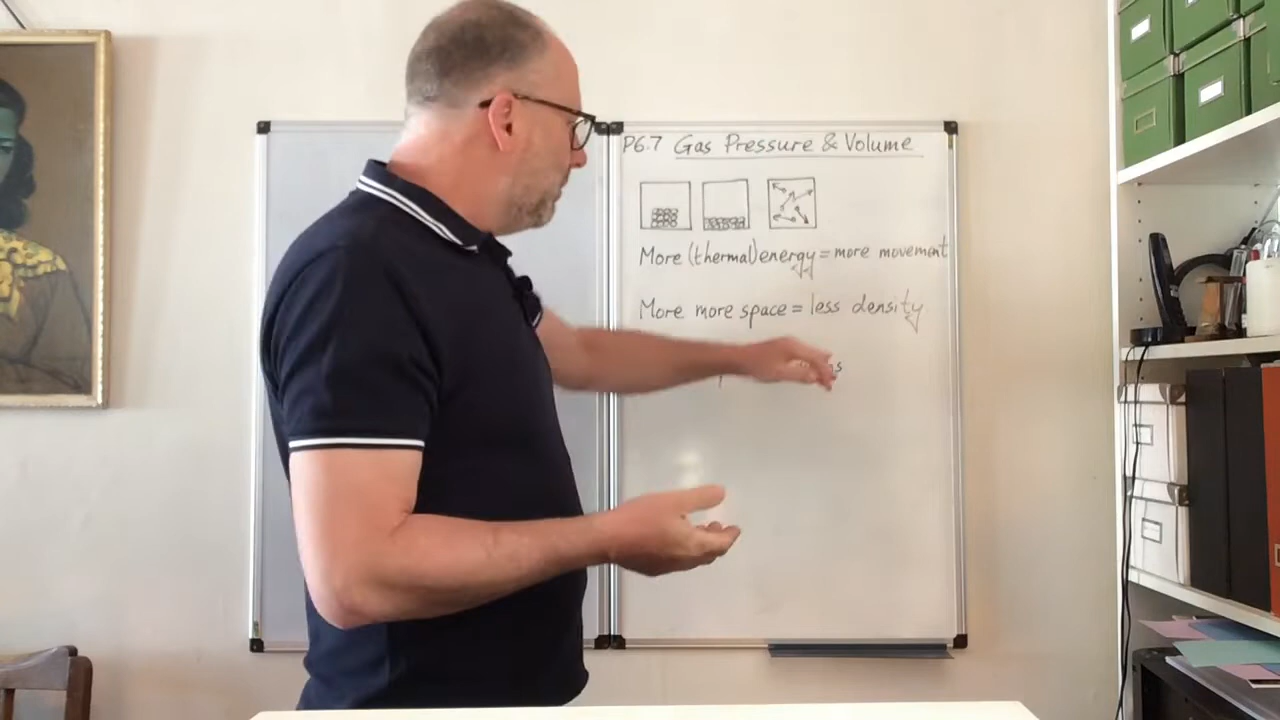 P6.7 Gas Pressure & Volume
More (thermal) energy = more movement
More more space = less density